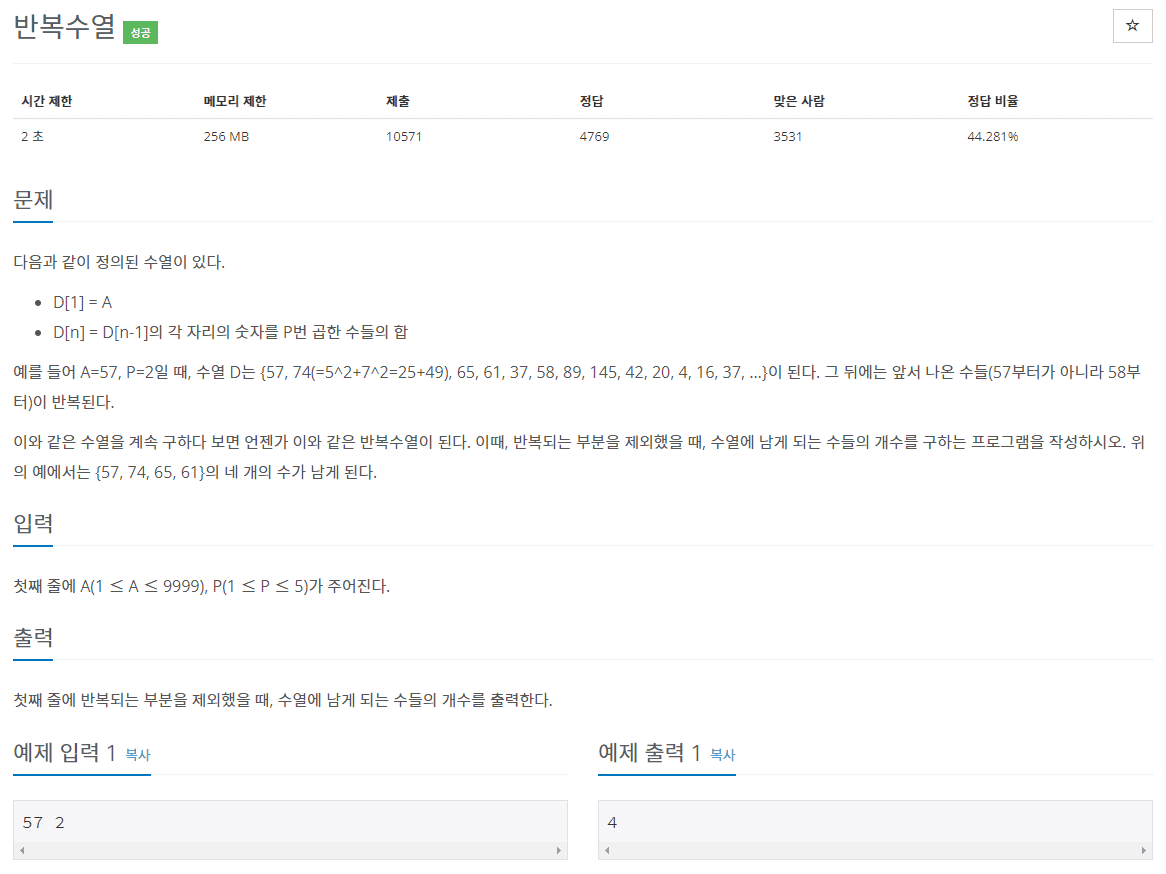 반복수열 성공
☆
시간 제한 메모리 제한 제출 정답 맞은 사람 정답 비율
2 초 256 MB 10571 4769 3531 44.281%
문제
다음과 같이 정의된 수열이 있다.
• D[1] = A
• D[n] = D[n-1]의 각 자리의 숫자를 P번 곱한 수들의 합
예를 들어 A=57, P=2일 때, 수열 D는 {57, 74(=5^2+7^2=25+49), 65, 61, 37, 58, 89, 145, 42, 20, 4, 16, 37, …}이 된다. 그 뒤에는 앞서 나온 수들(57부터가 아니라 58부
터)이 반복된다.
이와 같은 수열을 계속 구하다 보면 언젠가 이와 같은 반복수열이 된다. 이때, 반복되는 부분을 제외했을 때, 수열에 남게 되는 수들의 개수를 구하는 프로그램을 작성하시오. 위
의 예에서는 {57, 74, 65, 61}의 네 개의 수가 남게 된다.
입력
첫째 줄에 A(1 ≤ A ≤ 9999), P(1 ≤ P ≤ 5)가 주어진다.
출력
첫째 줄에 반복되는 부분을 제외했을 때, 수열에 남게 되는 수들의 개수를 출력한다.
예제 입력 1 복사
57 2
예제 출력 1 복사
4